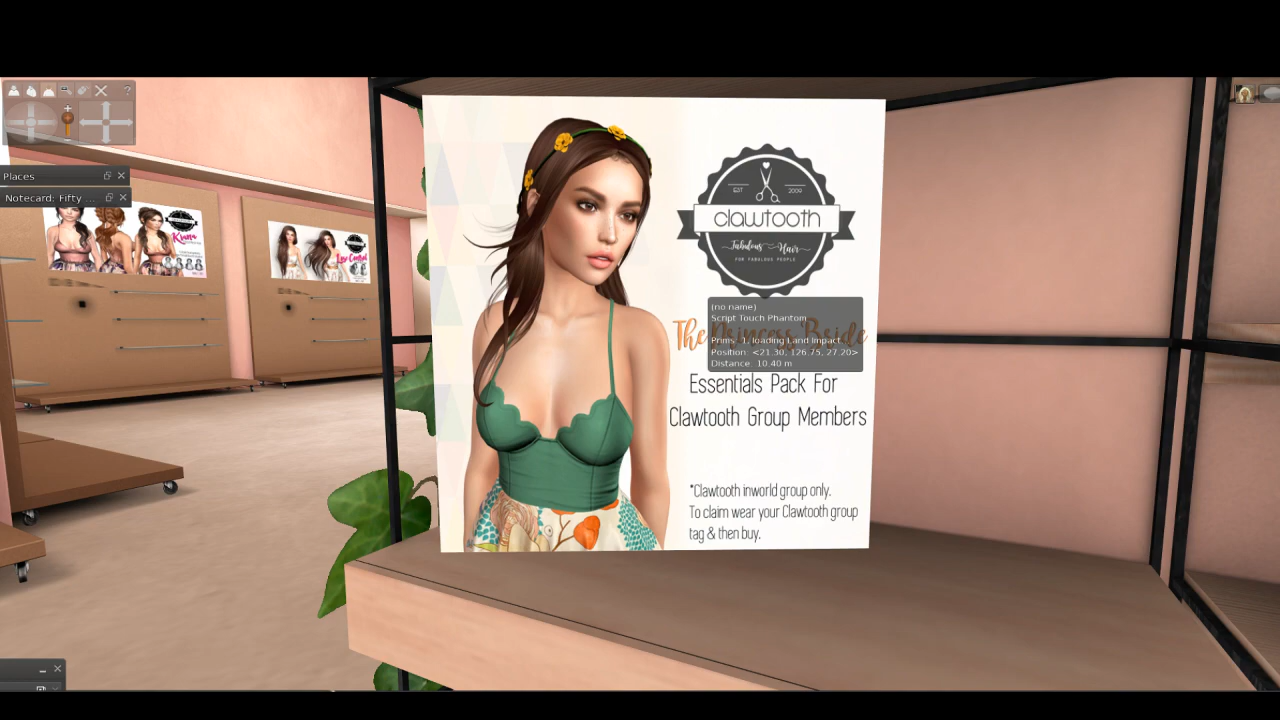 ?
Places
Notecard: Fifty ...
Kiana
Love Control
EST 2009
clawtooth
Fabulous Hair
FOR FABULOUS PEOPLE
(no name)
Script Touch Phantom
The Princess Bride
Prims: 1, loading Land Impact...
Position: <21.30, 126.75, 27.20>
Distance: 10.40 m
Essentials Pack For
Clawtooth Group Members
*Clawtooth inworld group only.
To claim wear your Clawtooth group
tag & then buy.